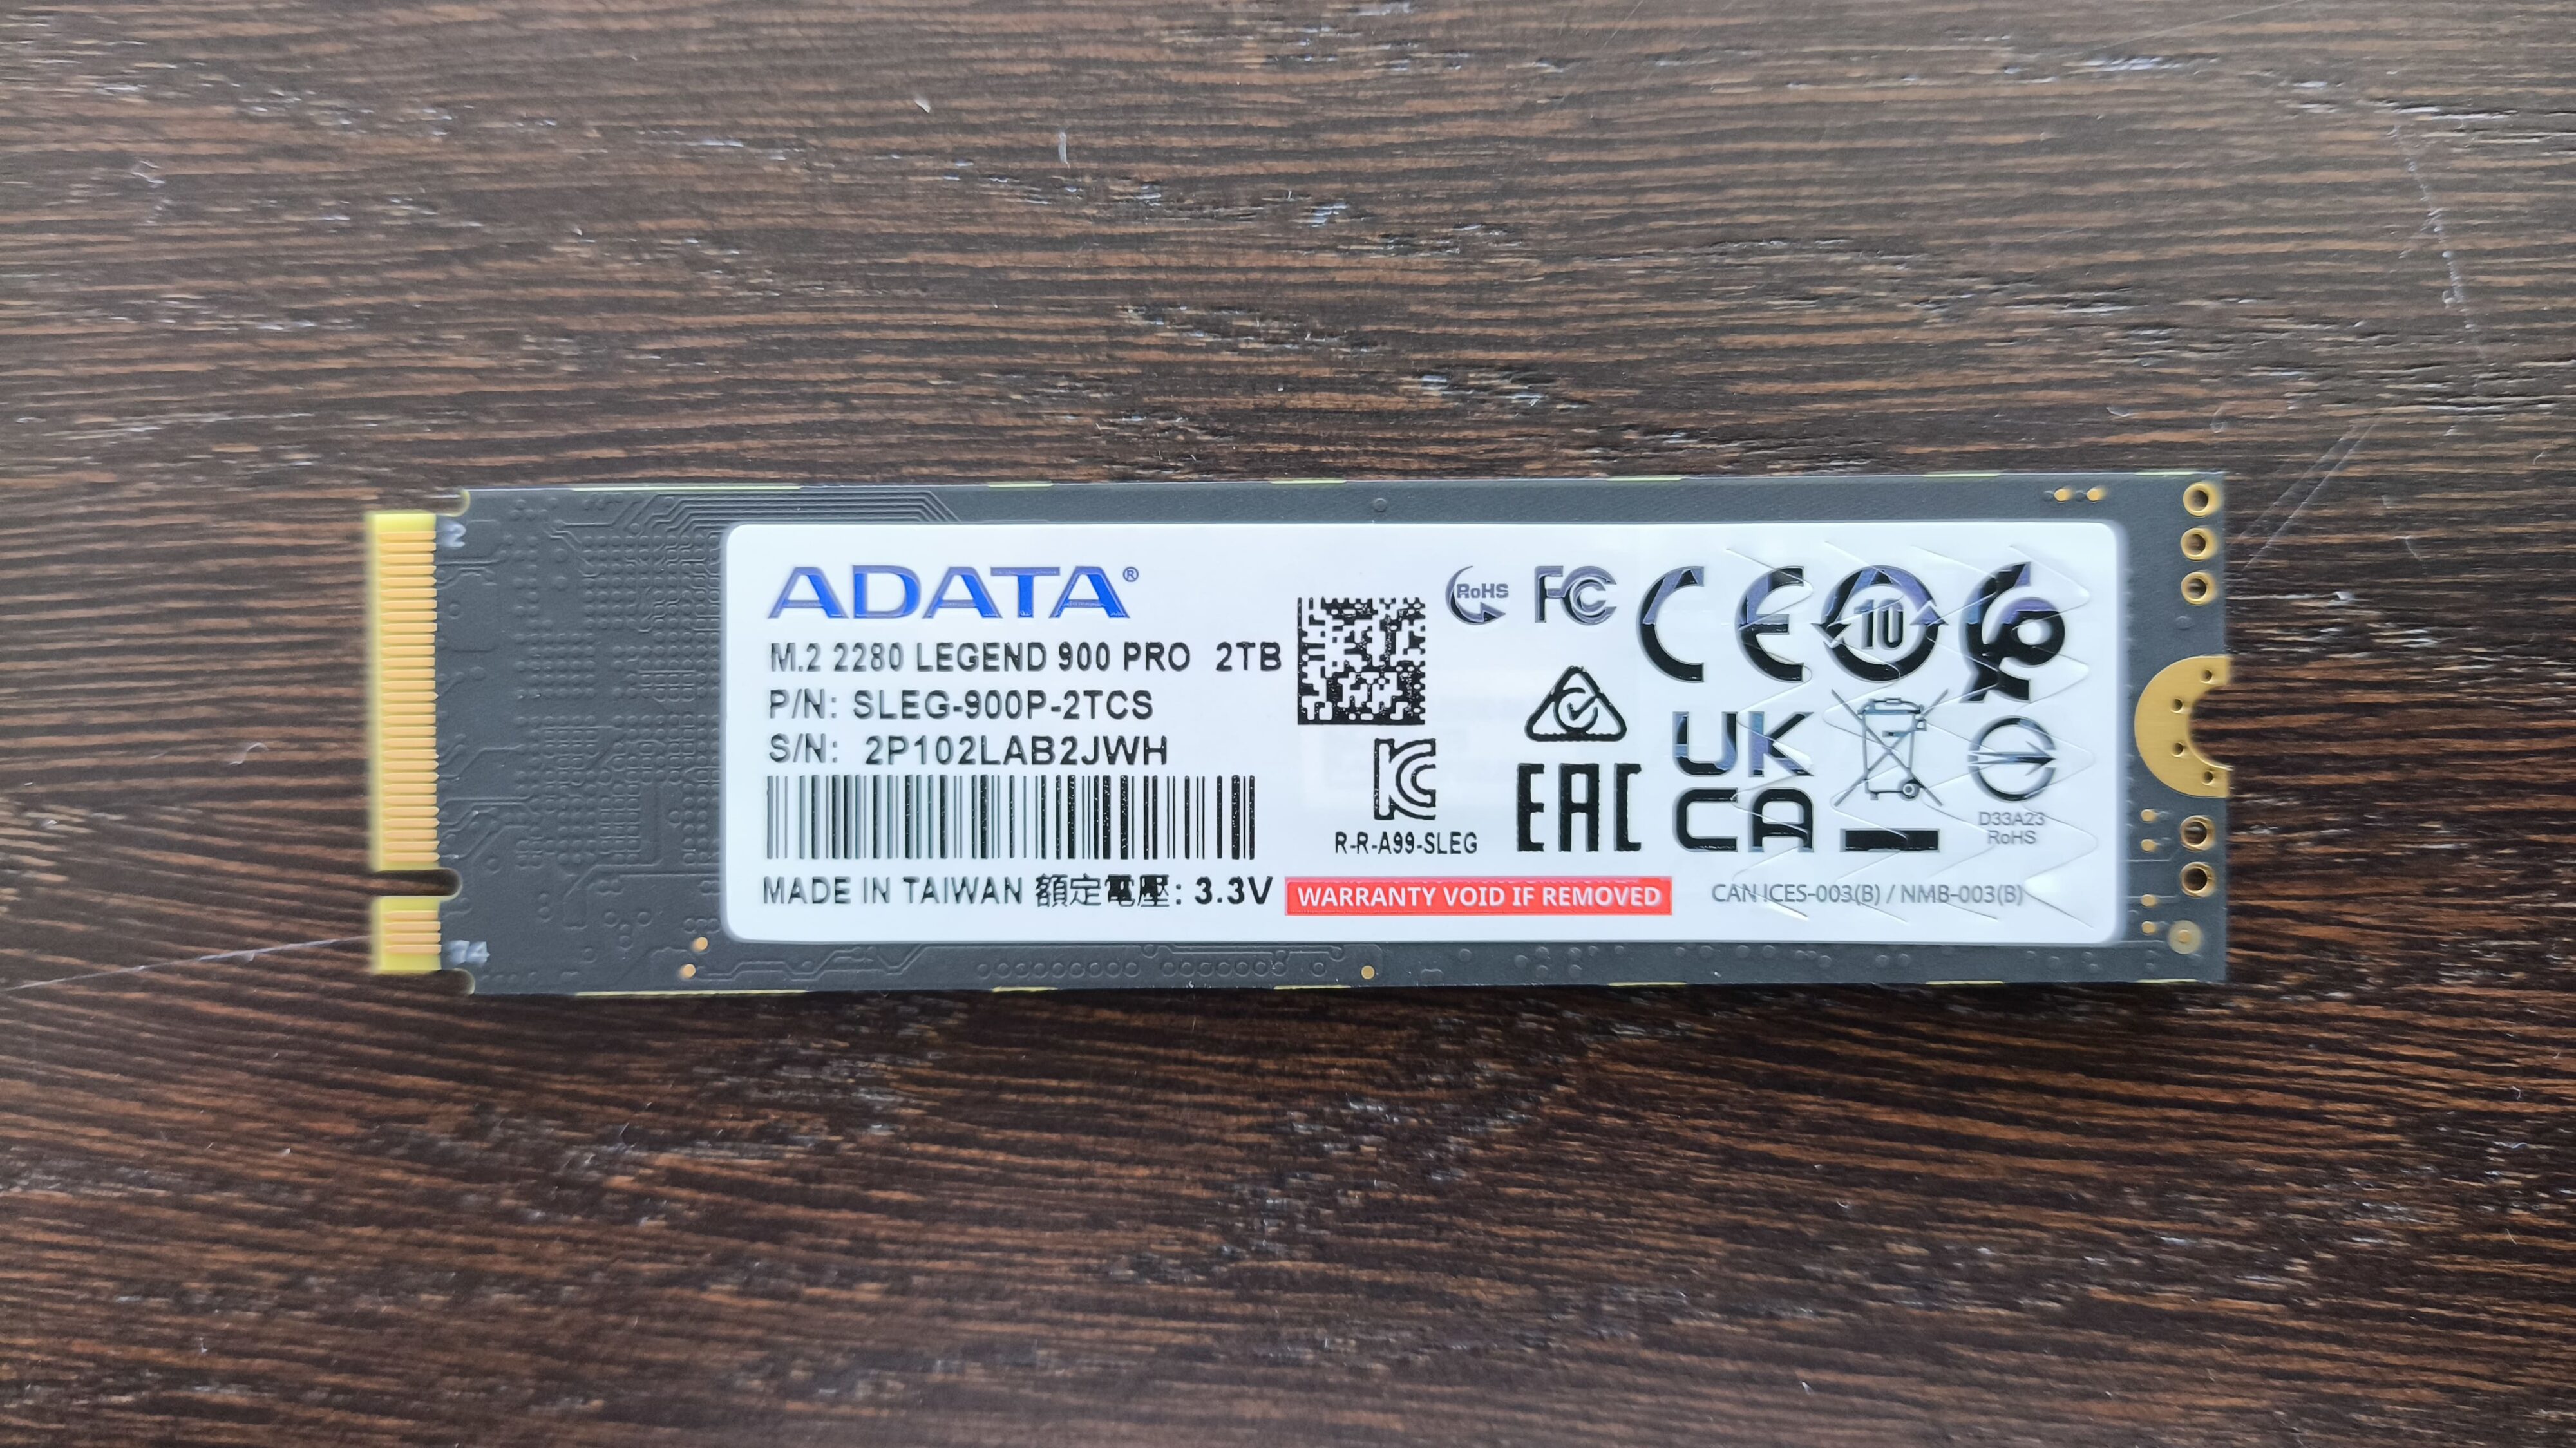 2
74
ADATA®
M.2 2280 LEGEND 900 PRO 2TB
P/N: SLEG-900P-2TCS
S/N: 2P102LAB2JWH
MADE IN TAIWAN 額定電壓: 3.3V
RoHS
FC
CE
10
R-R-A99-SLEG
EAC
UK
CA
D33A23
RoHS
WARRANTY VOID IF REMOVED
CAN ICES-003(B) / NMB-003(B)